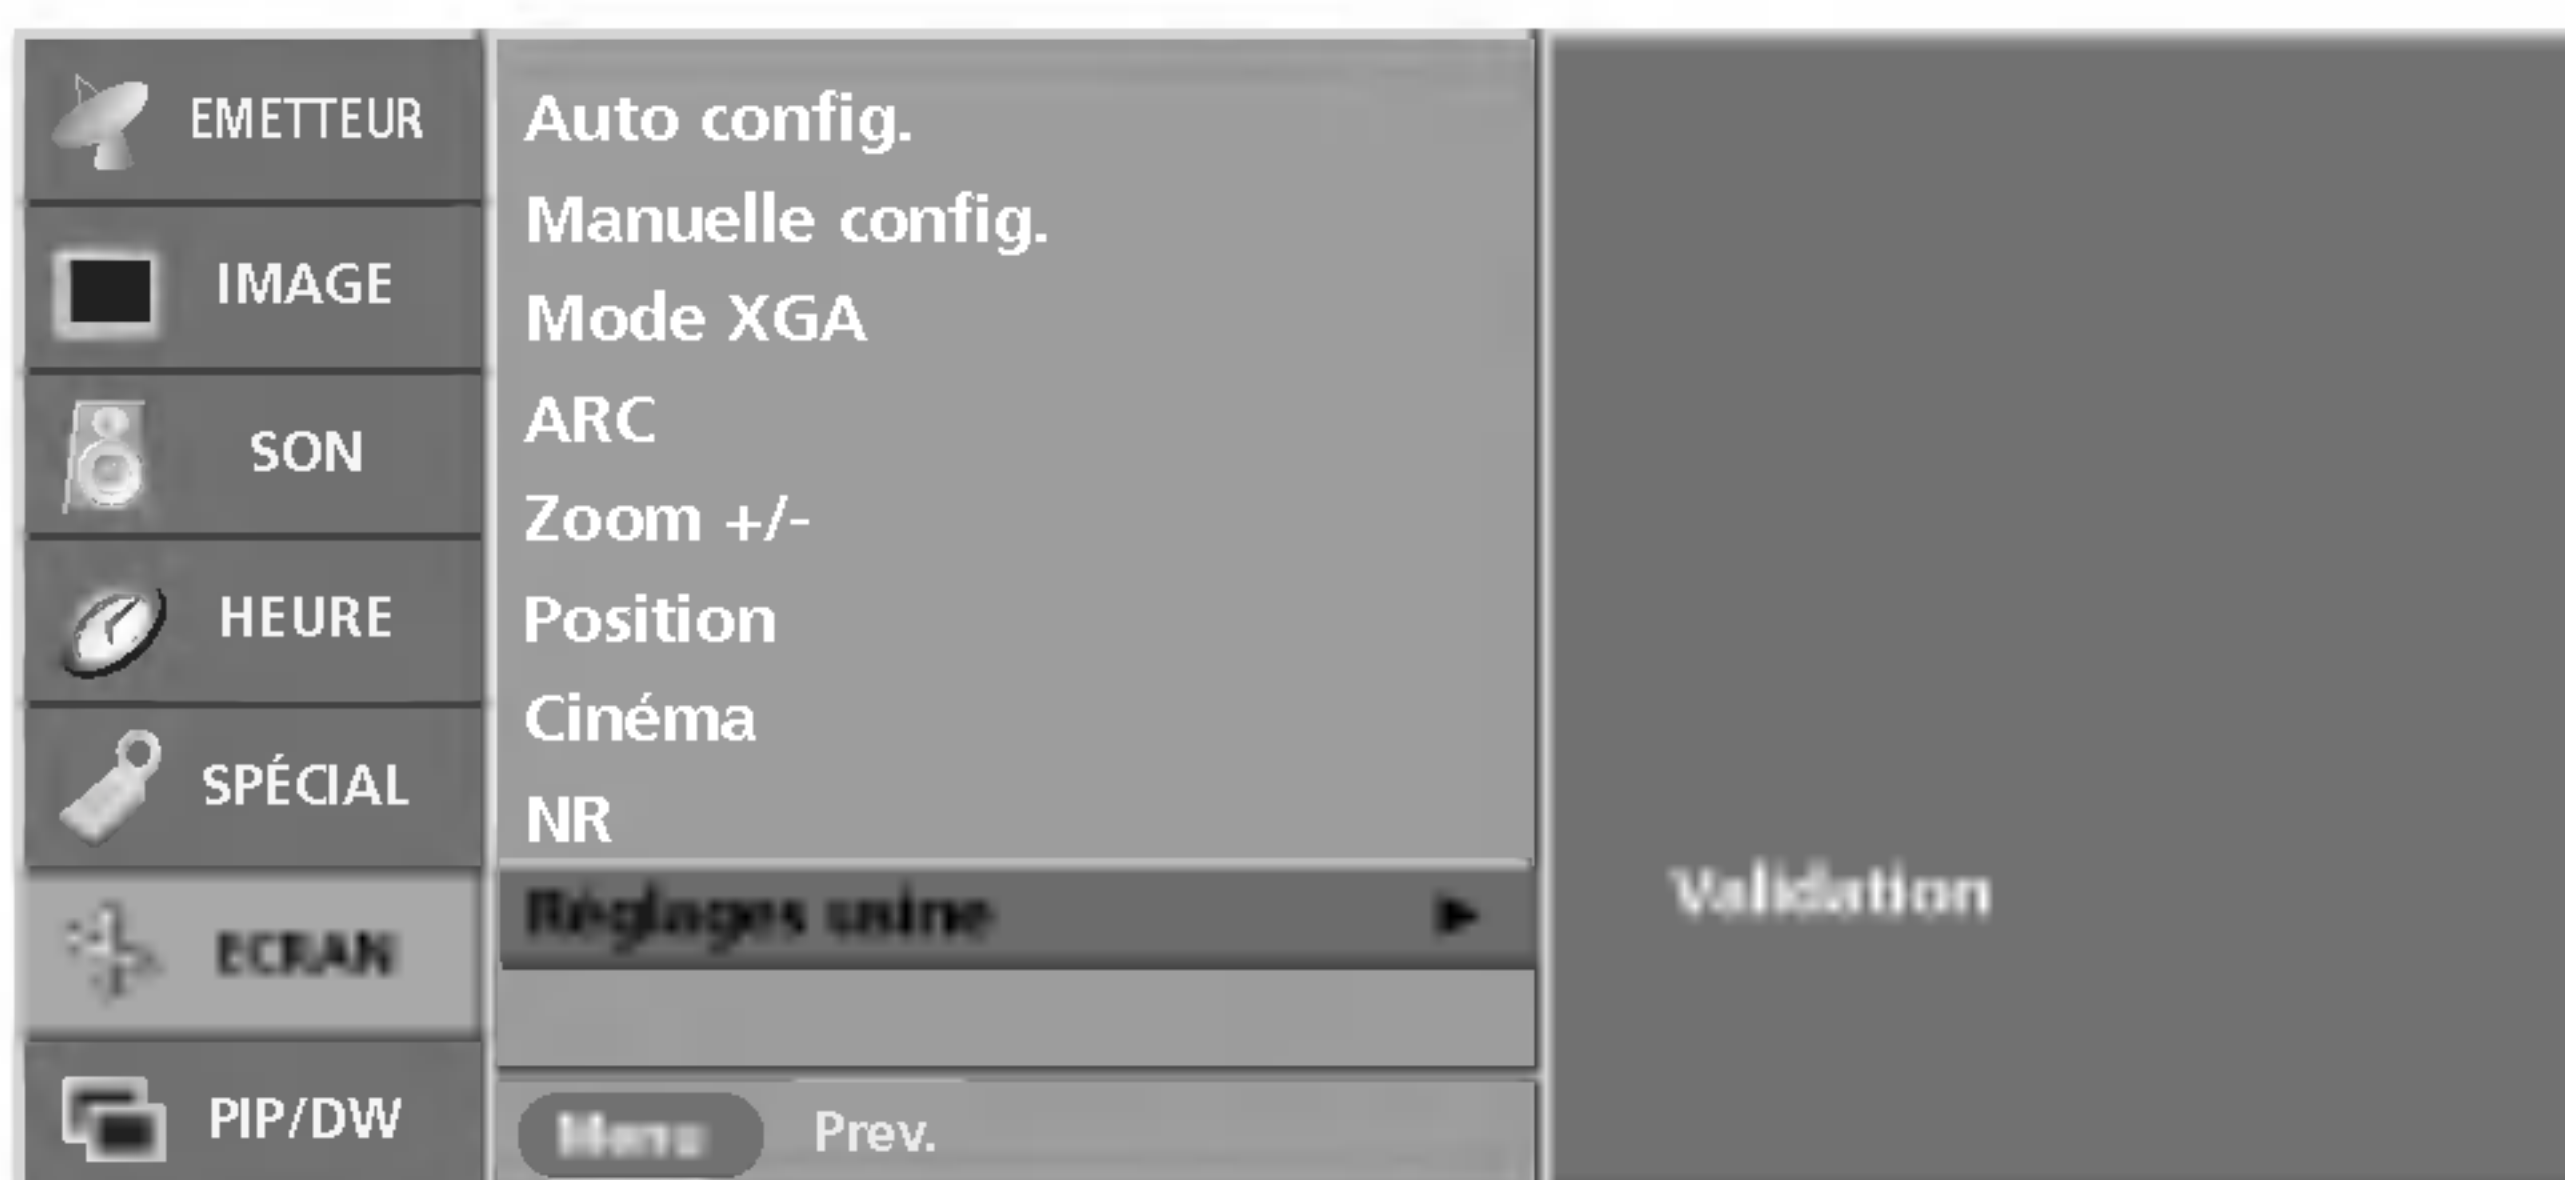 EMETTEUR
IMAGE
SON
HEURE
SPÉCIAL
ECRAN
PIP/DW
Auto config.
Manuelle config.
Mode XGA
ARC
Zoom +/-
Position
Cinéma
NR
Réglages usine
Menu Prev.
Validation